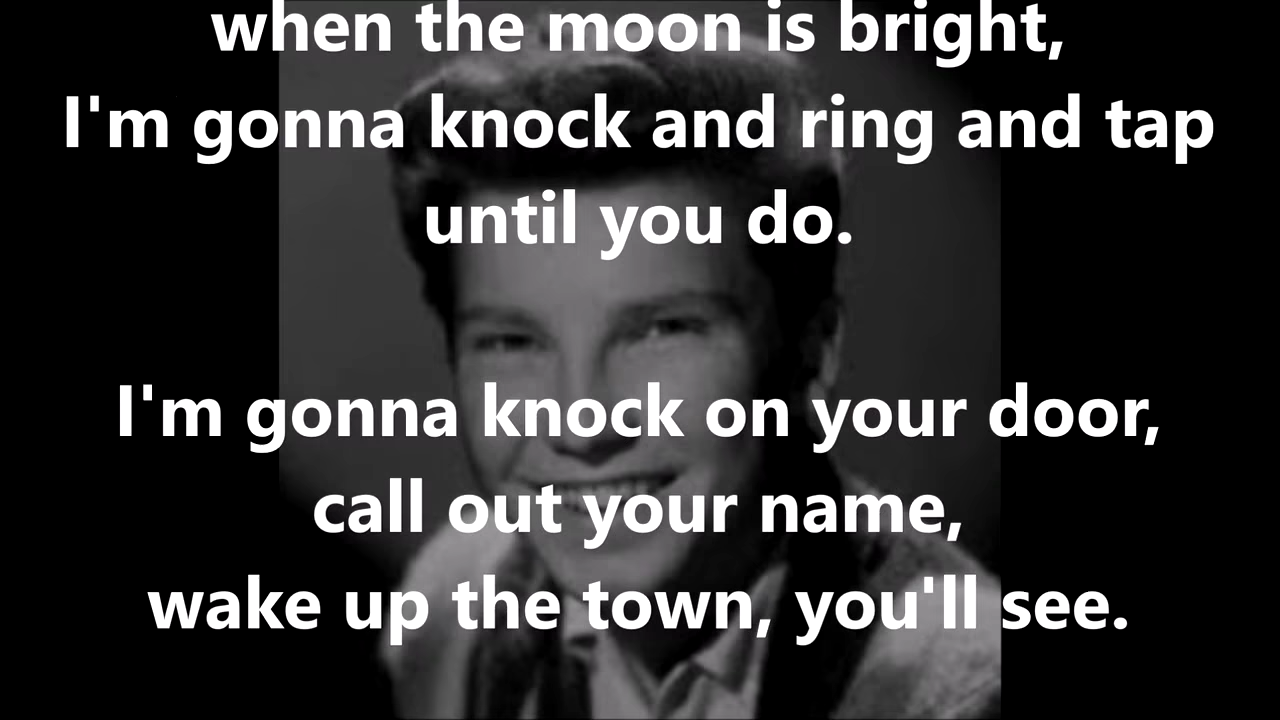 when the moon is bright,
I'm gonna knock and ring and tap
until you do.
I'm gonna knock on your door,
call out your name,
wake up the town, you'll see.